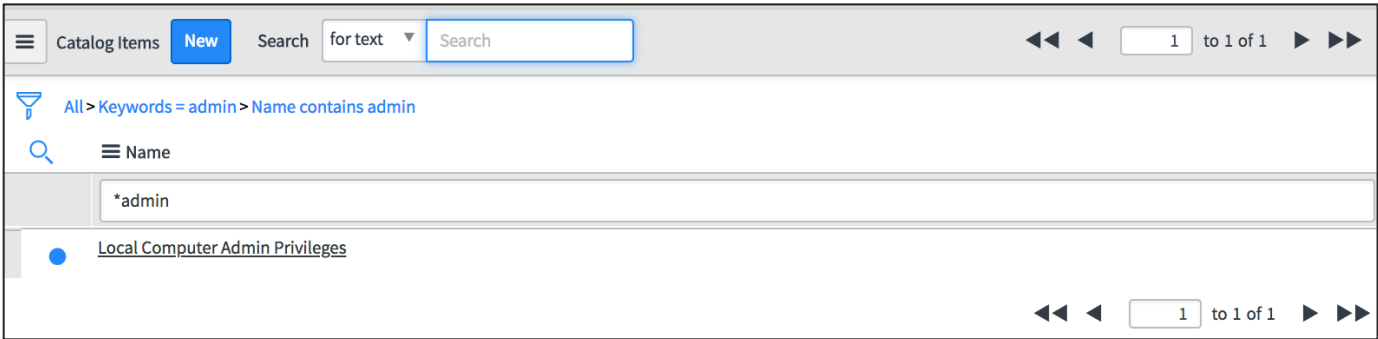 Catalog Items New Search for text Search 1 to 1 of 1
All > Keywords = admin > Name contains admin
Name
*admin
Local Computer Admin Privileges
1 to 1 of 1